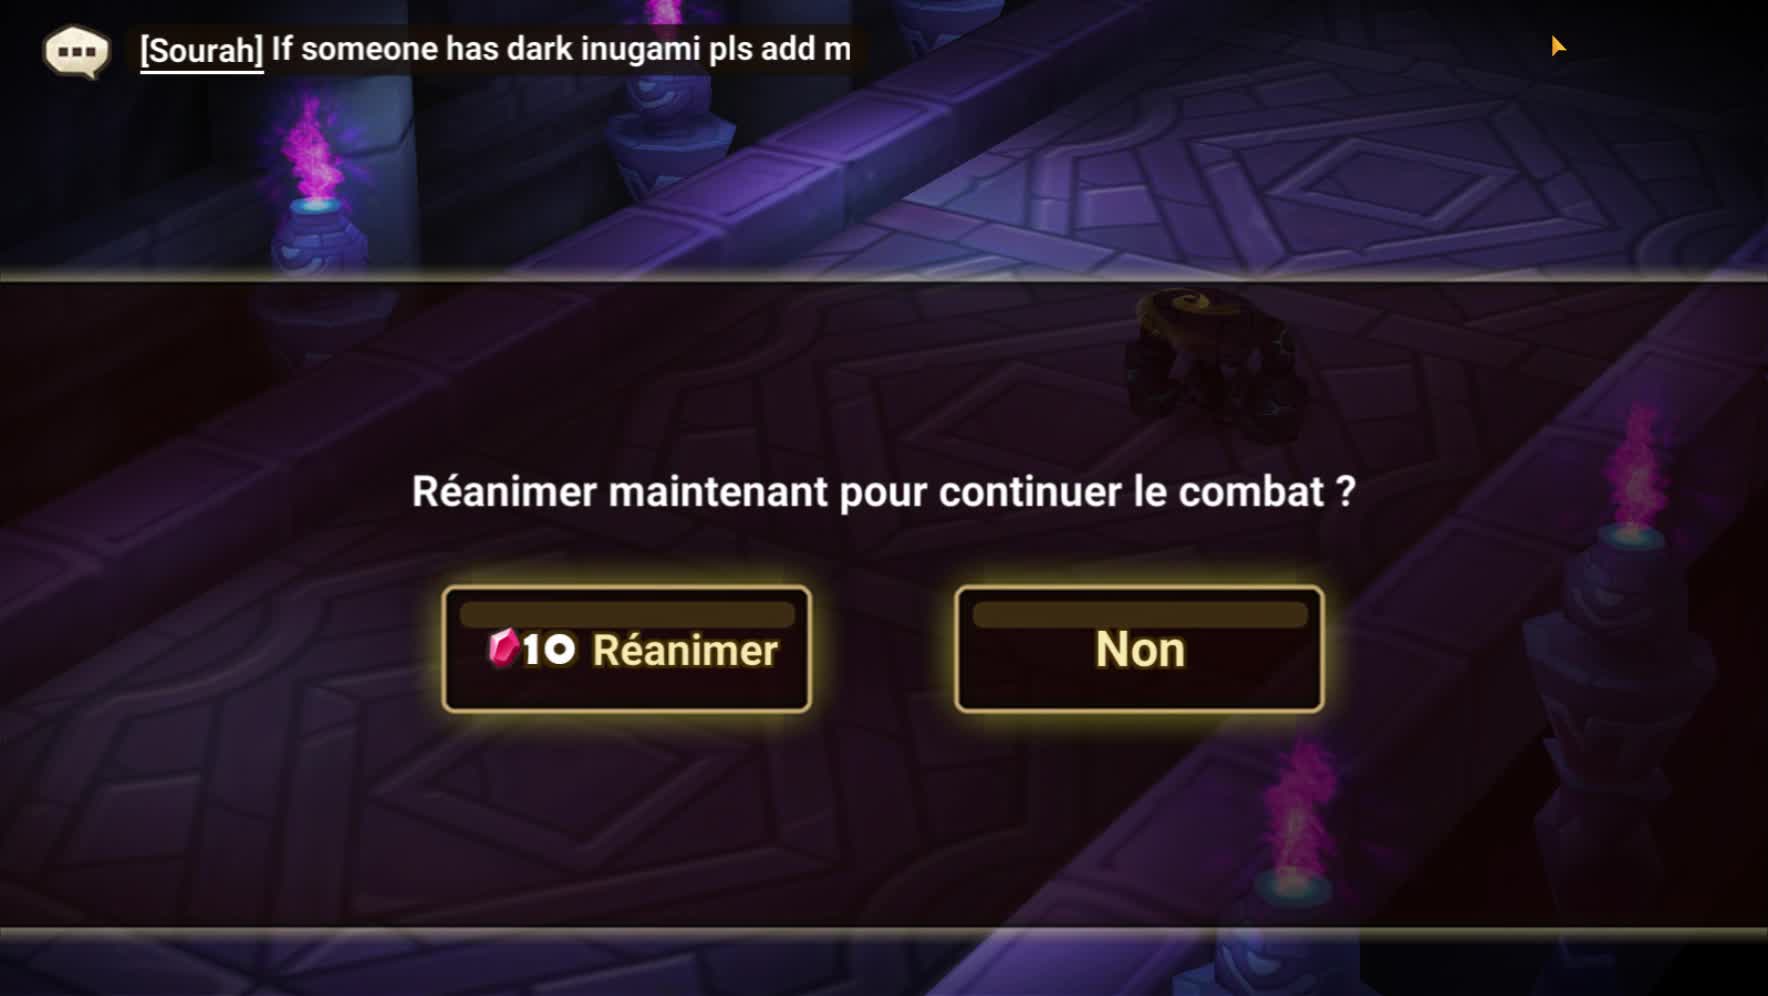 [Sourah] If someone has dark inugami pls add m
Réanimer maintenant pour continuer le combat ?
10 Réanimer
Non